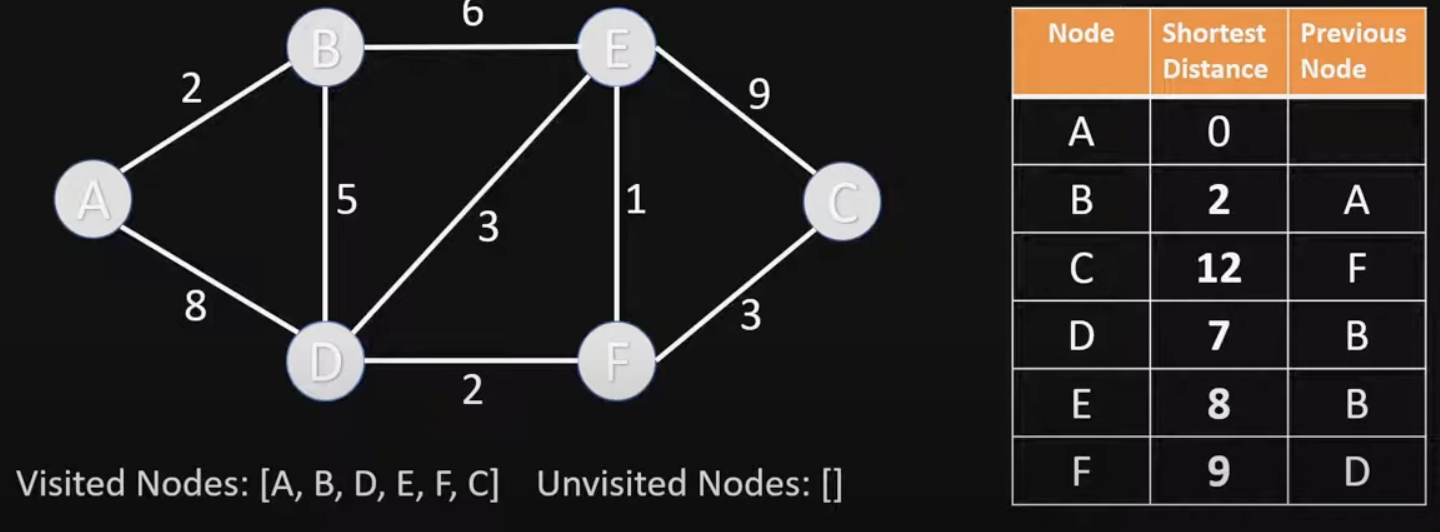 6
B
E
2
9
A
5
3
1
C
8
3
D
F
2
Visited Nodes: [A, B, D, E, F, C] Unvisited Nodes: []
Node Shortest Distance Previous Node
A 0
B 2 A
C 12 F
D 7 B
E 8 B
F 9 D